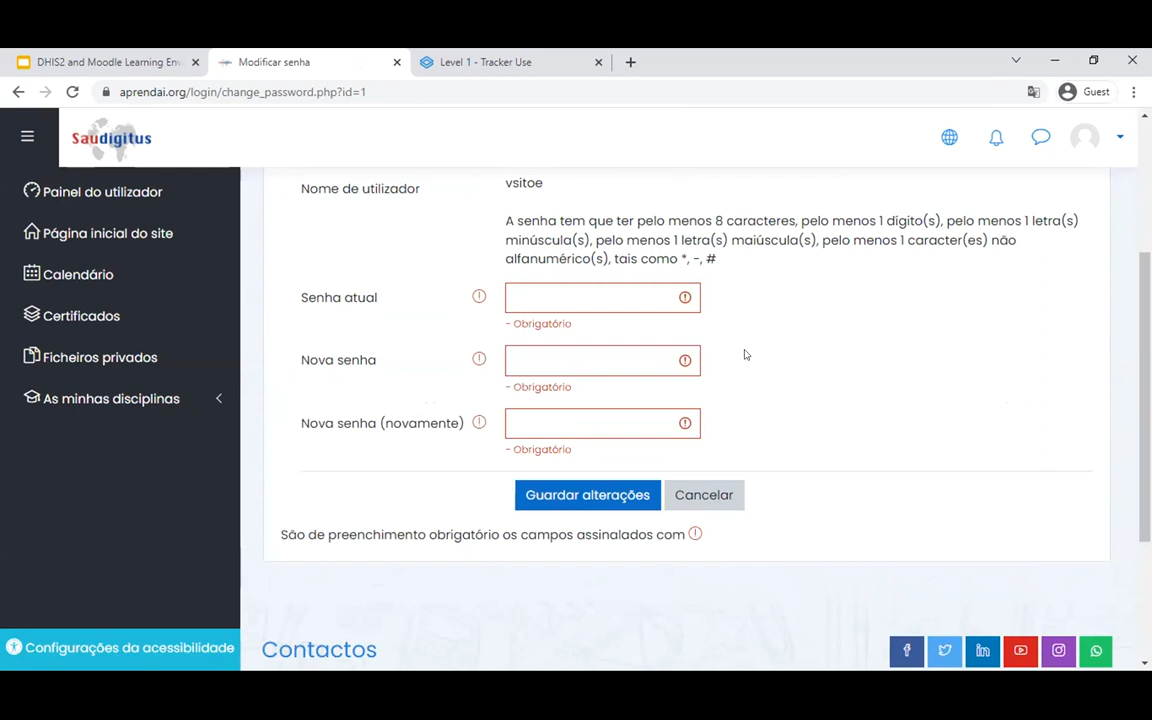 DHIS2 and Moodle Learning Env
Modificar senha
Level 1 - Tracker Use
aprendai.org/login/change_password.php?id=1
Guest
Saudigitus
Painel do utilizador
Página inicial do site
Calendário
Certificados
Ficheiros privados
As minhas disciplinas
Configurações da acessibilidade
Nome de utilizador
vsitoe
A senha tem que ter pelo menos 8 caracteres, pelo menos 1 dígito(s), pelo menos 1 letra(s)
minúscula(s), pelo menos 1 letra(s) maiúscula(s), pelo menos 1 caracter(es) não
alfanumérico(s), tais como *, -, #
Senha atual
- Obrigatório
Nova senha
- Obrigatório
Nova senha (novamente)
- Obrigatório
Guardar alterações
Cancelar
São de preenchimento obrigatório os campos assinalados com
Contactos